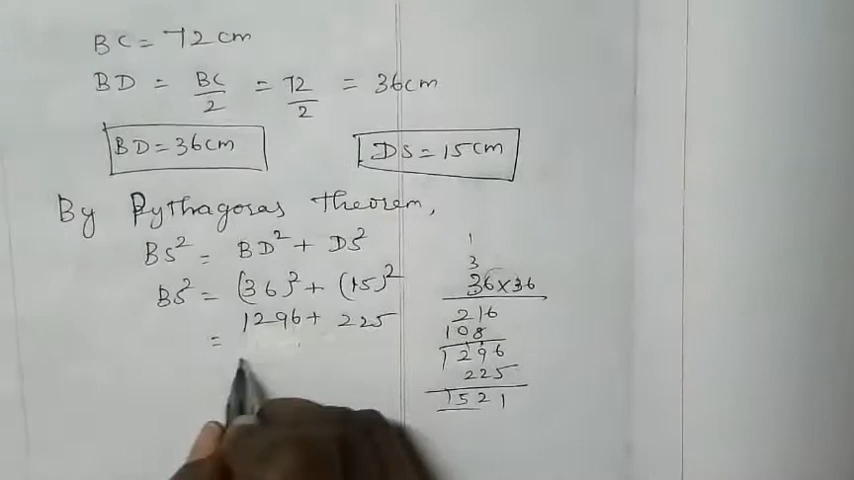 BC = 72 cm
BD = BC/2 = 72/2 = 36cm
BD = 36cm
DS = 15cm
By Pythagoras theorem,
BS² = BD² + DS²
BS² = (36)² + (15)²
= 1296 + 225
1
3
36 x 36
216
108
1296
225
1521